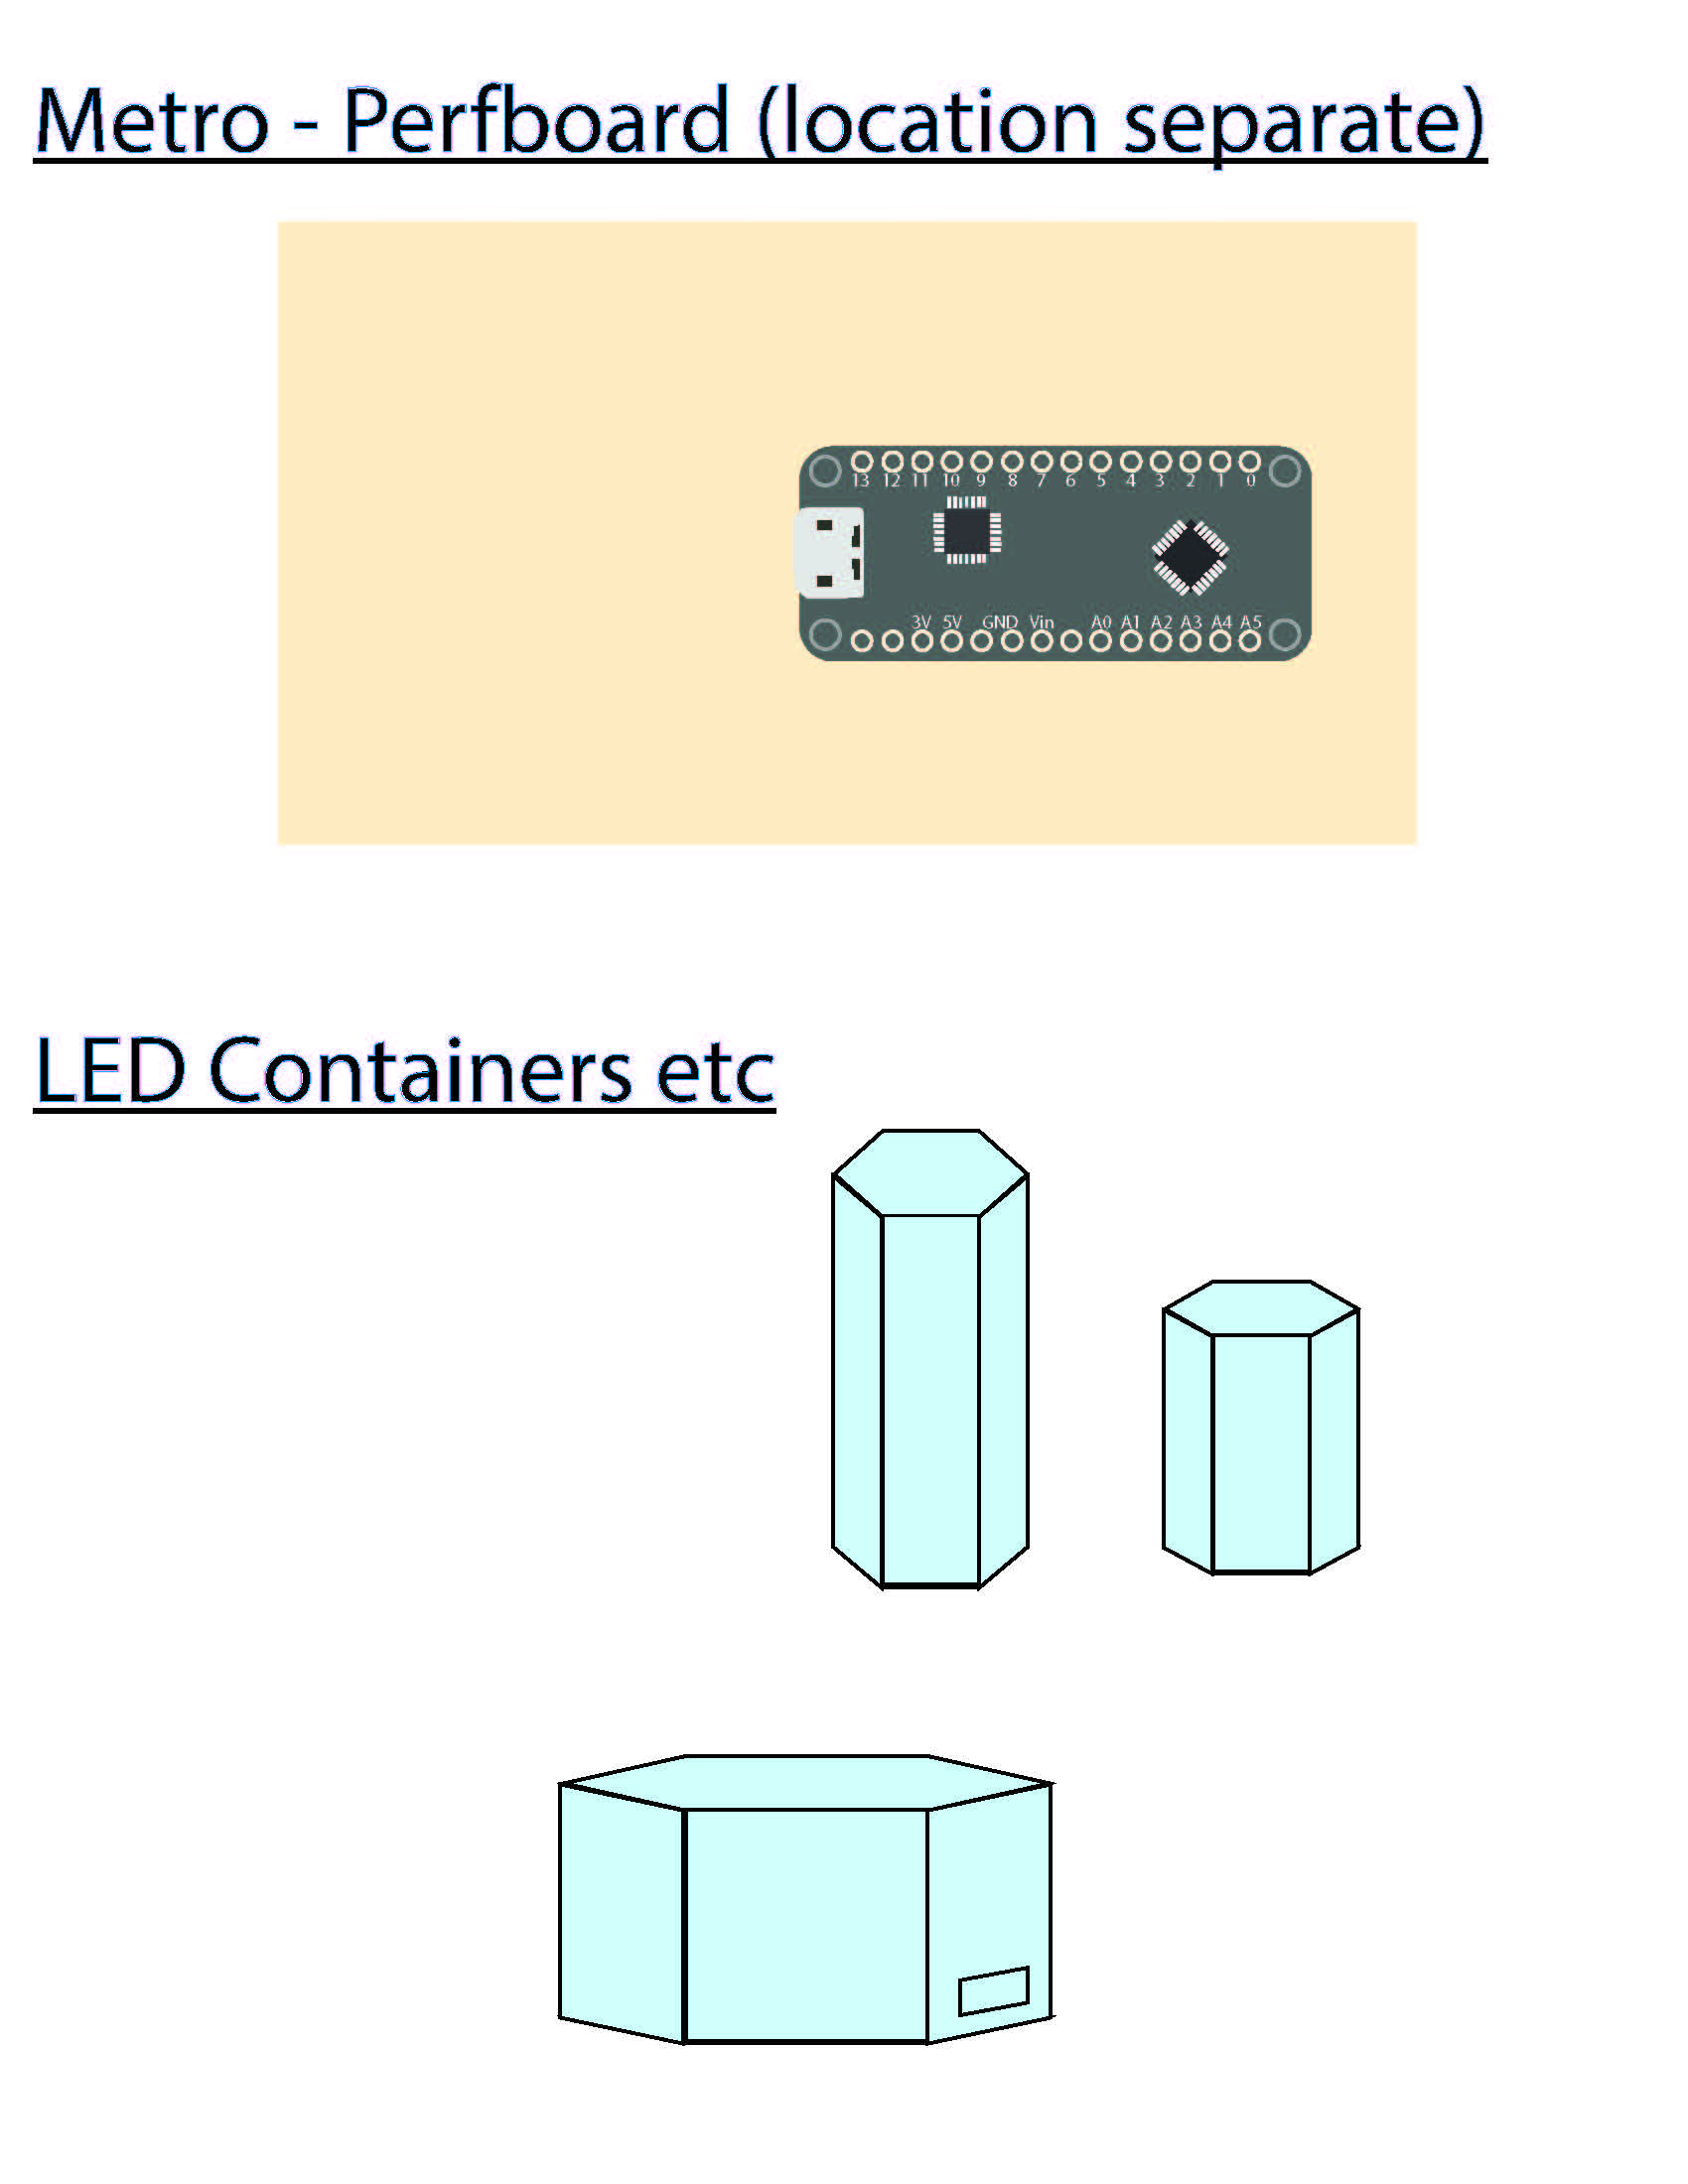 Metro - Perfboard (location separate)
13 12 11 10 9 8 7 6 5 4 3 2 1 0
3V 5V GND Vin A0 A1 A2 A3 A4 A5
LED Containers etc